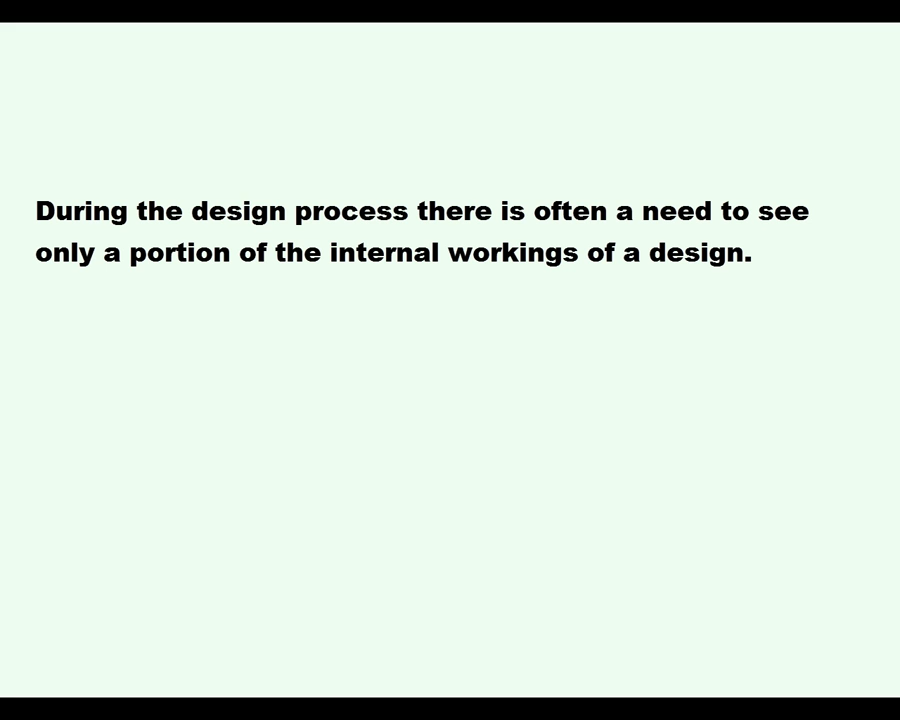 During the design process there is often a need to see
only a portion of the internal workings of a design.